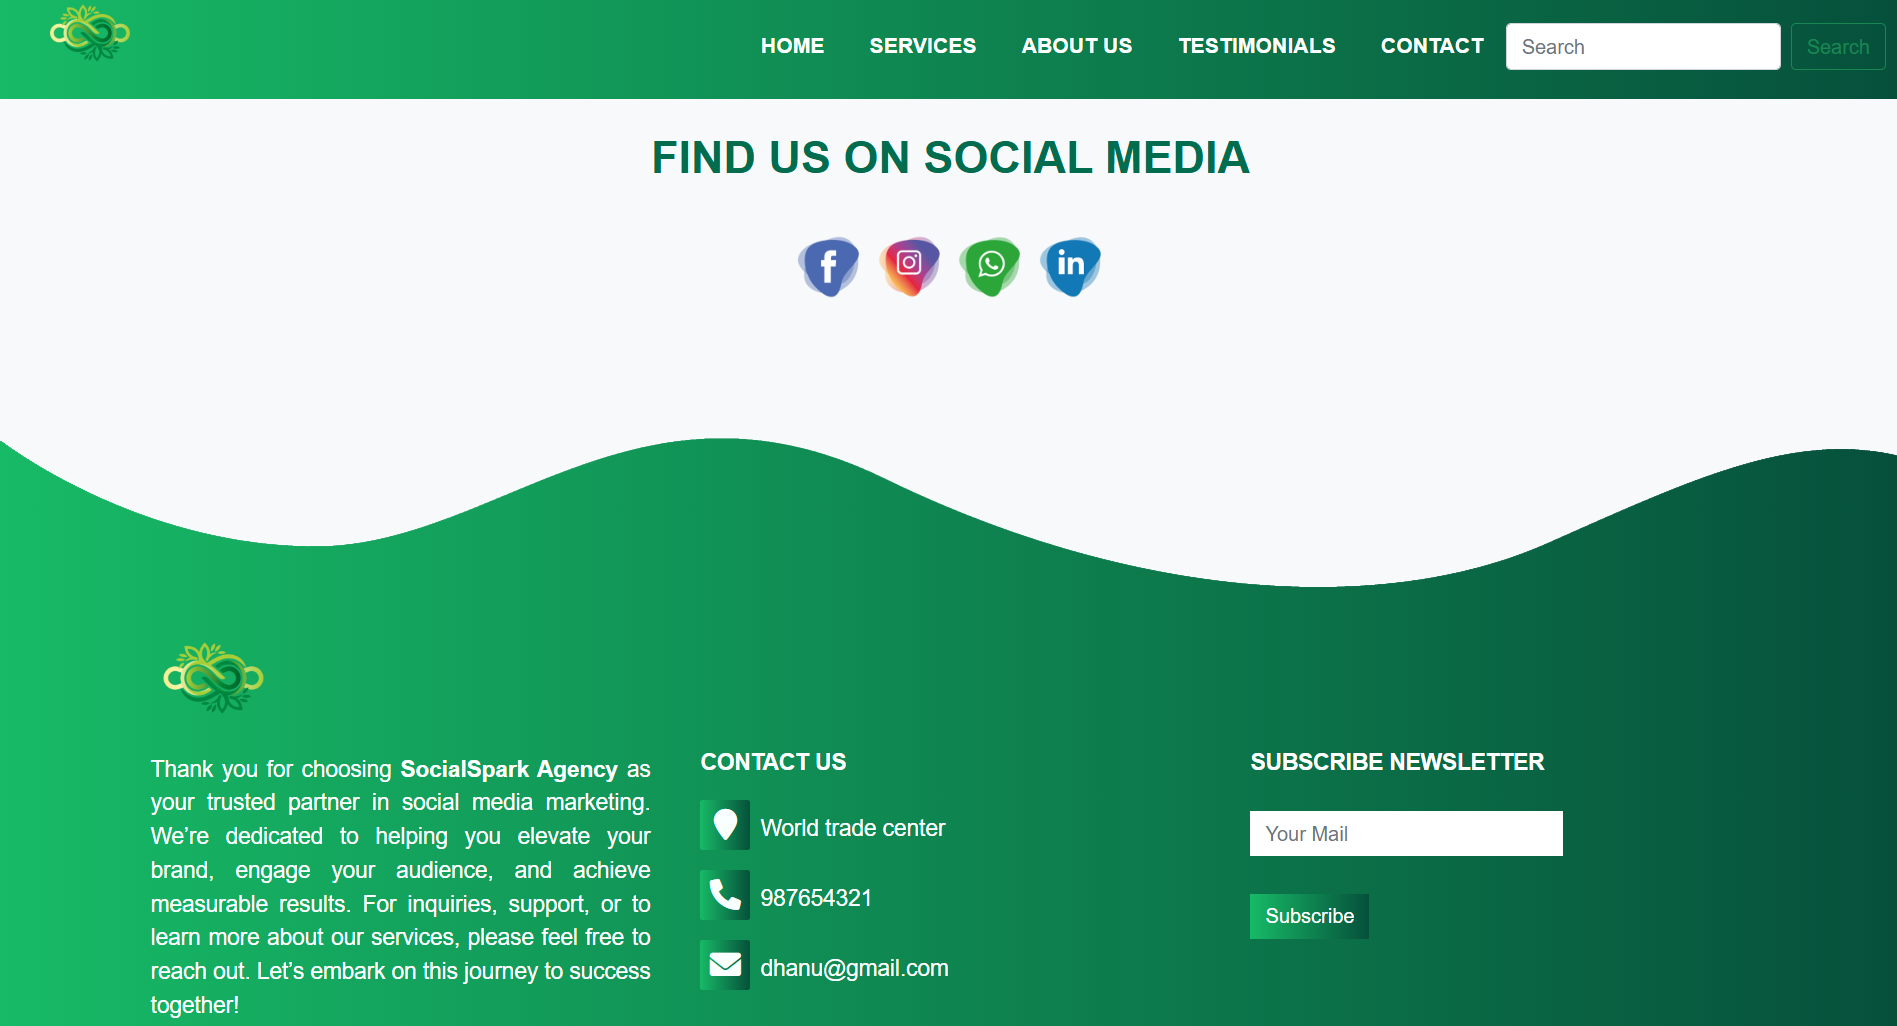 HOME SERVICES ABOUT US TESTIMONIALS CONTACT Search Search
FIND US ON SOCIAL MEDIA
f in
Thank you for choosing SocialSpark Agency as
your trusted partner in social media marketing.
We’re dedicated to helping you elevate your
brand, engage your audience, and achieve
measurable results. For inquiries, support, or to
learn more about our services, please feel free to
reach out. Let’s embark on this journey to success
together!
CONTACT US
World trade center
987654321
dhanu@gmail.com
SUBSCRIBE NEWSLETTER
Your Mail
Subscribe